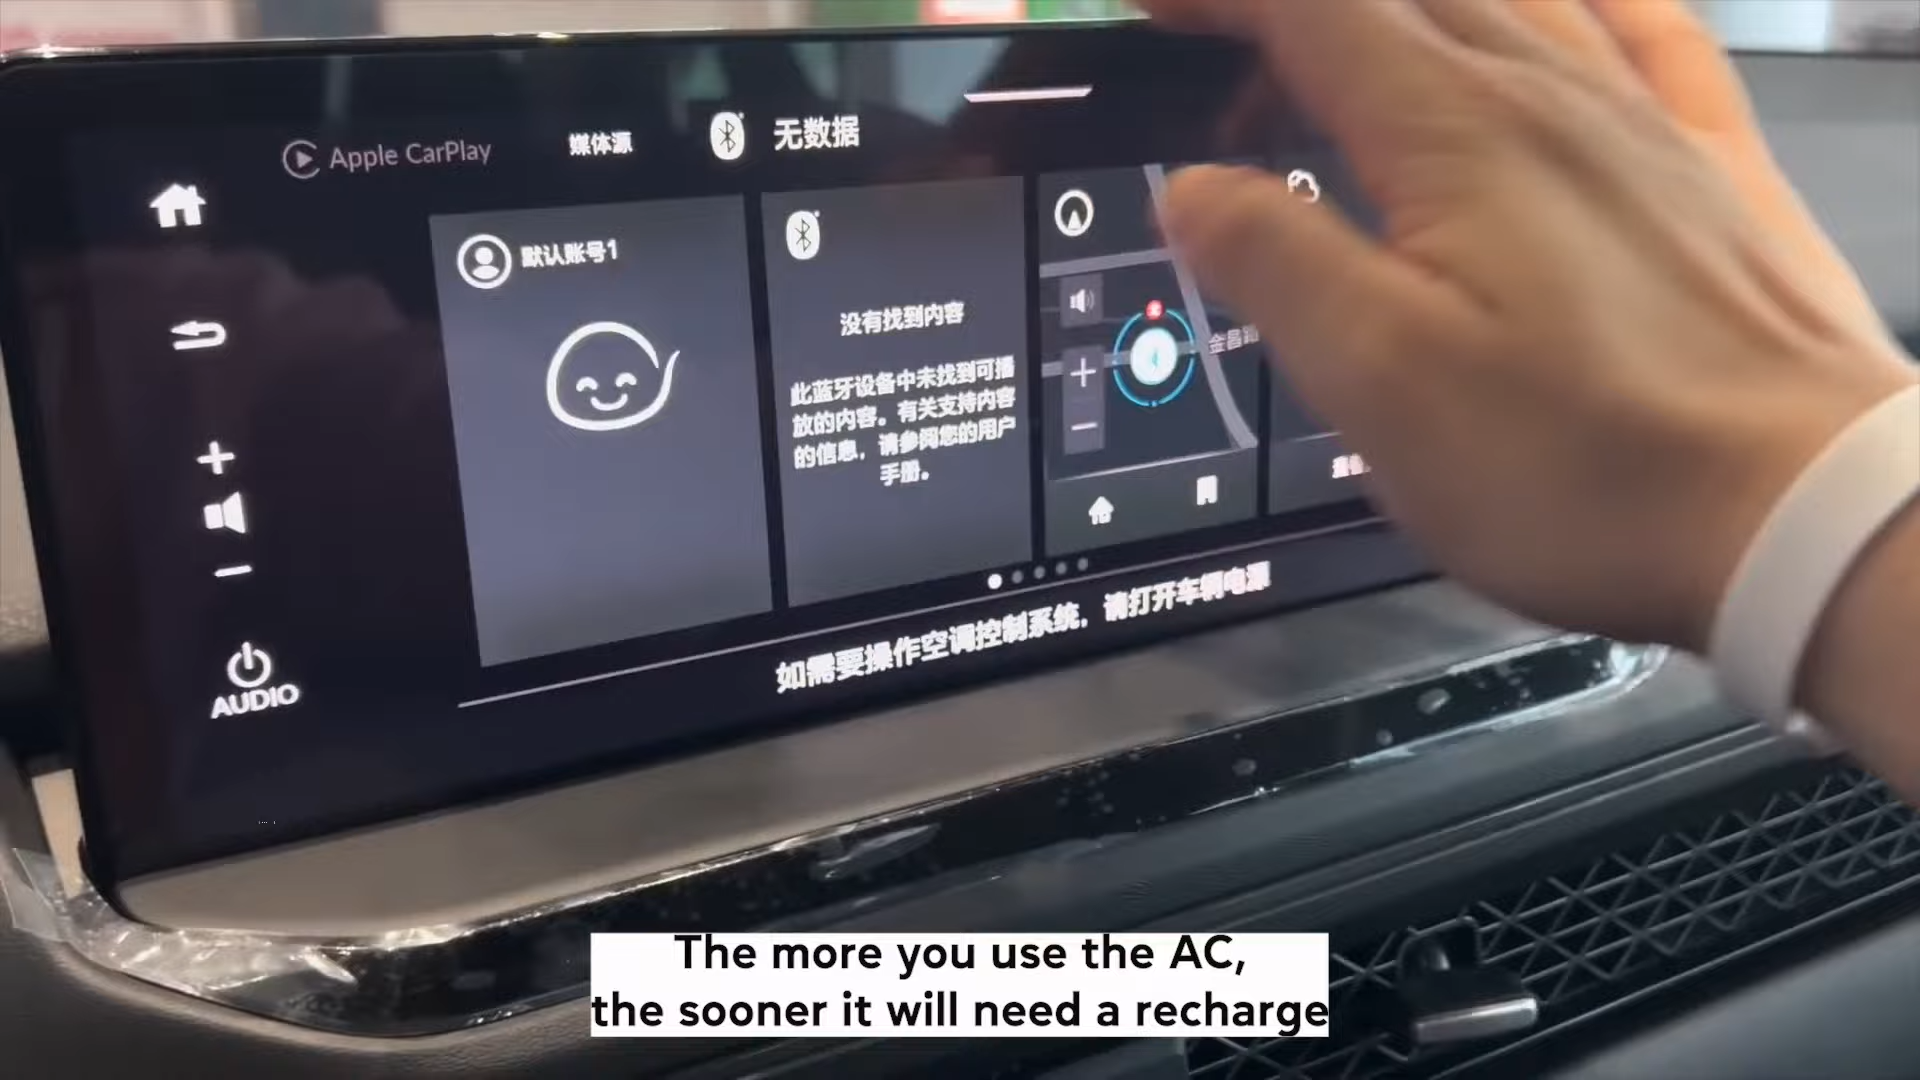 Apple CarPlay
媒体源
无数据
默认账号1
没有找到内容
此蓝牙设备中未找到可播
放的内容。有关支持内容
的信息，请参阅您的用户
手册。
金昌路
如需要操作空调控制系统，请打开车辆电源
AUDIO
The more you use the AC,
the sooner it will need a recharge